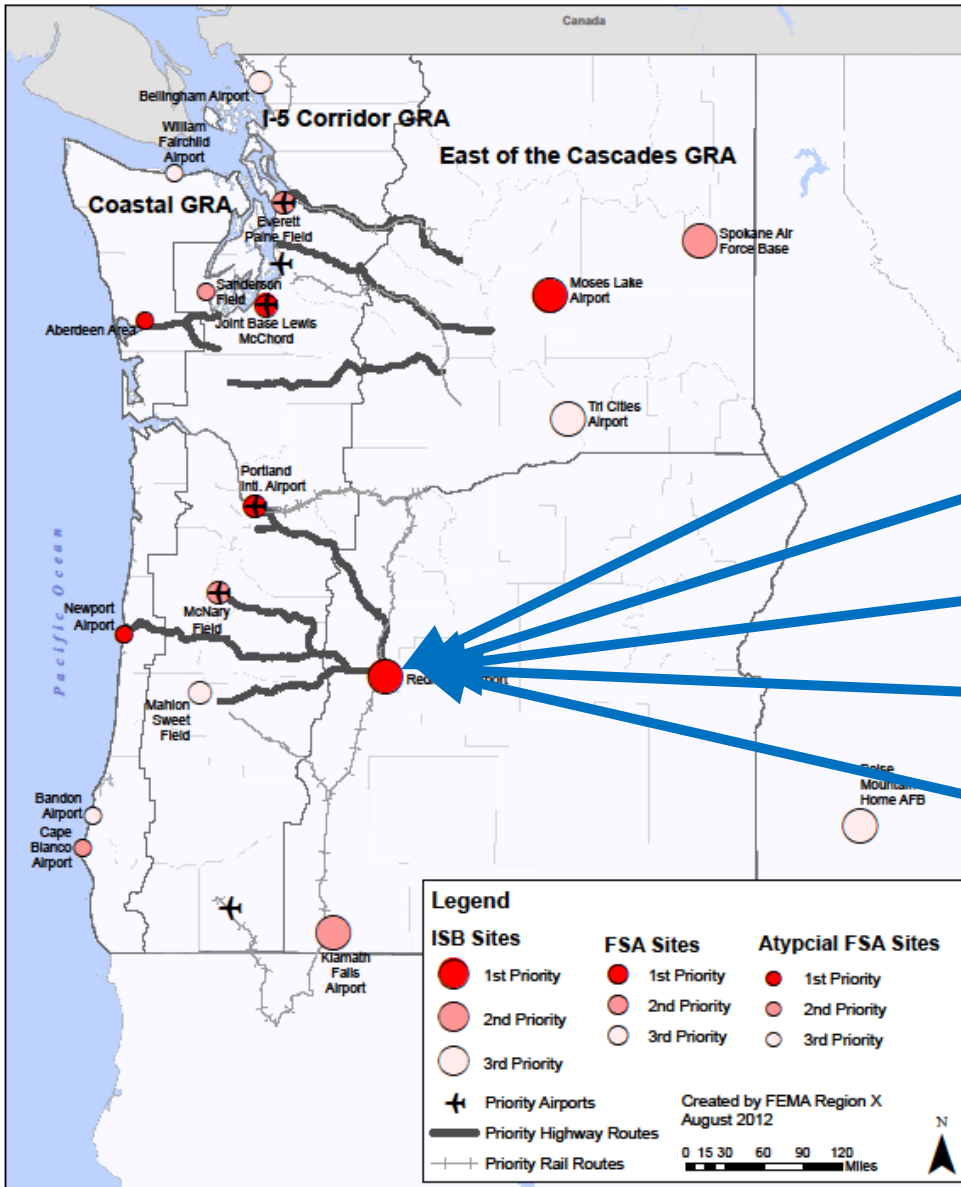 Canada
Bellingham Airport
I-5 Corridor GRA
William
Fairchild
Airport
East of the Cascades GRA
Coastal GRA
Everett
Paine Field
Spokane Air
Force Base
Sanderson
Field
Moses Lake
Airport
Joint Base Lewis
McChord
Aberdeen Area
Tri Cities
Airport
Portland
Intl. Airport
Pacific Ocean
McNary
Field
Newport
Airport
Mahlon
Sweet
Field
Bandon
Airport
Cape
Blanco
Airport
Mountain
Home AFB
Klamath
Falls
Airport
Legend
ISB Sites
1st Priority
2nd Priority
3rd Priority
FSA Sites
1st Priority
2nd Priority
3rd Priority
Atypcial FSA Sites
1st Priority
2nd Priority
3rd Priority
Priority Airports
Priority Highway Routes
Priority Rail Routes
Created by FEMA Region X
August 2012
N
0 15 30 60 90 120
Miles